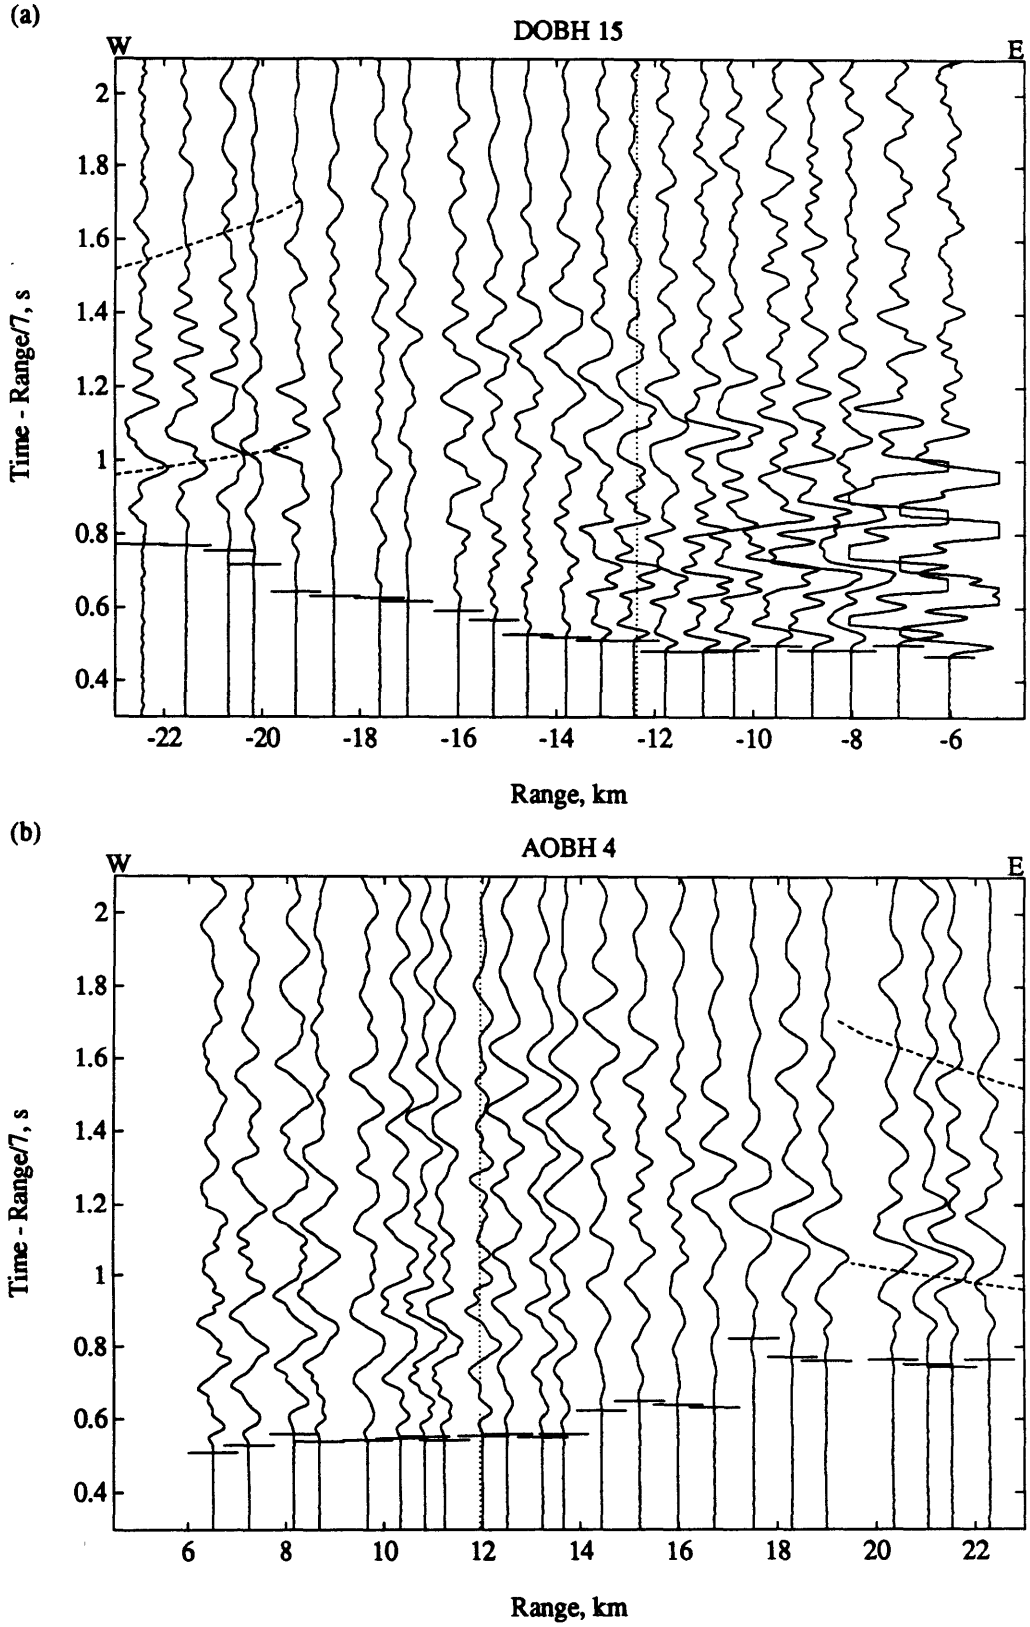 (a)
DOBH 15
W E
2
1.8
1.6
1.4
1.2
1
0.8
0.6
0.4
Time - Range/7, s
-22 -20 -18 -16 -14 -12 -10 -8 -6
Range, km
(b)
AOBH 4
W E
2
1.8
1.6
1.4
1.2
1
0.8
0.6
0.4
Time - Range/7, s
6 8 10 12 14 16 18 20 22
Range, km